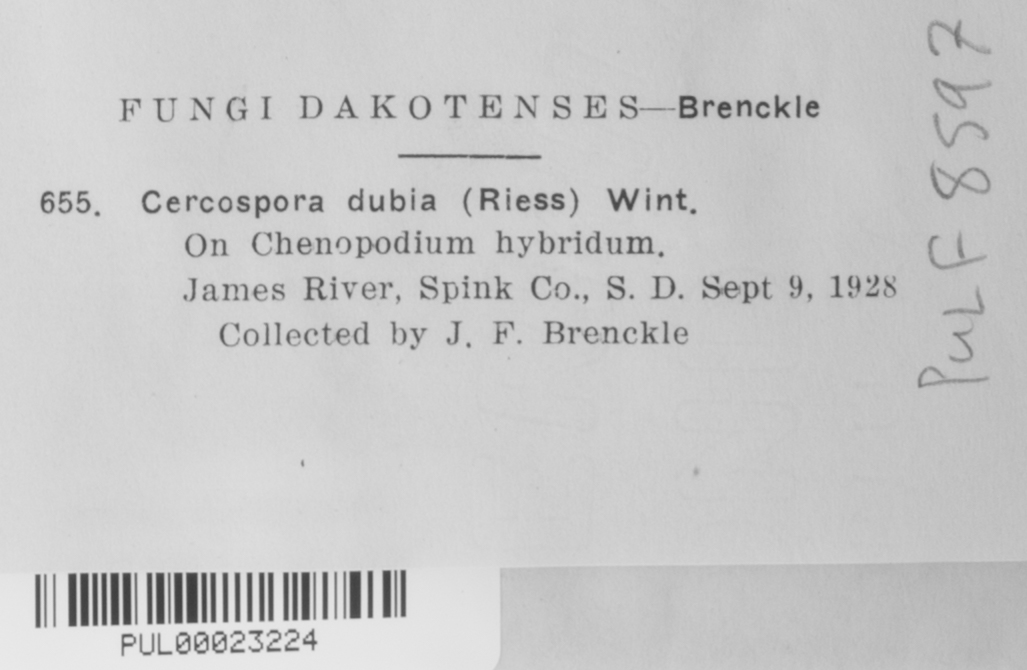 FUNGI DAKOTENSES—Brenckle
655. Cercospora dubia (Riess) Wint.
On Chenopodium hybridum.
James River, Spink Co., S. D. Sept 9, 1928
Collected by J. F. Brenckle
PUL F 8597
PUL00023224